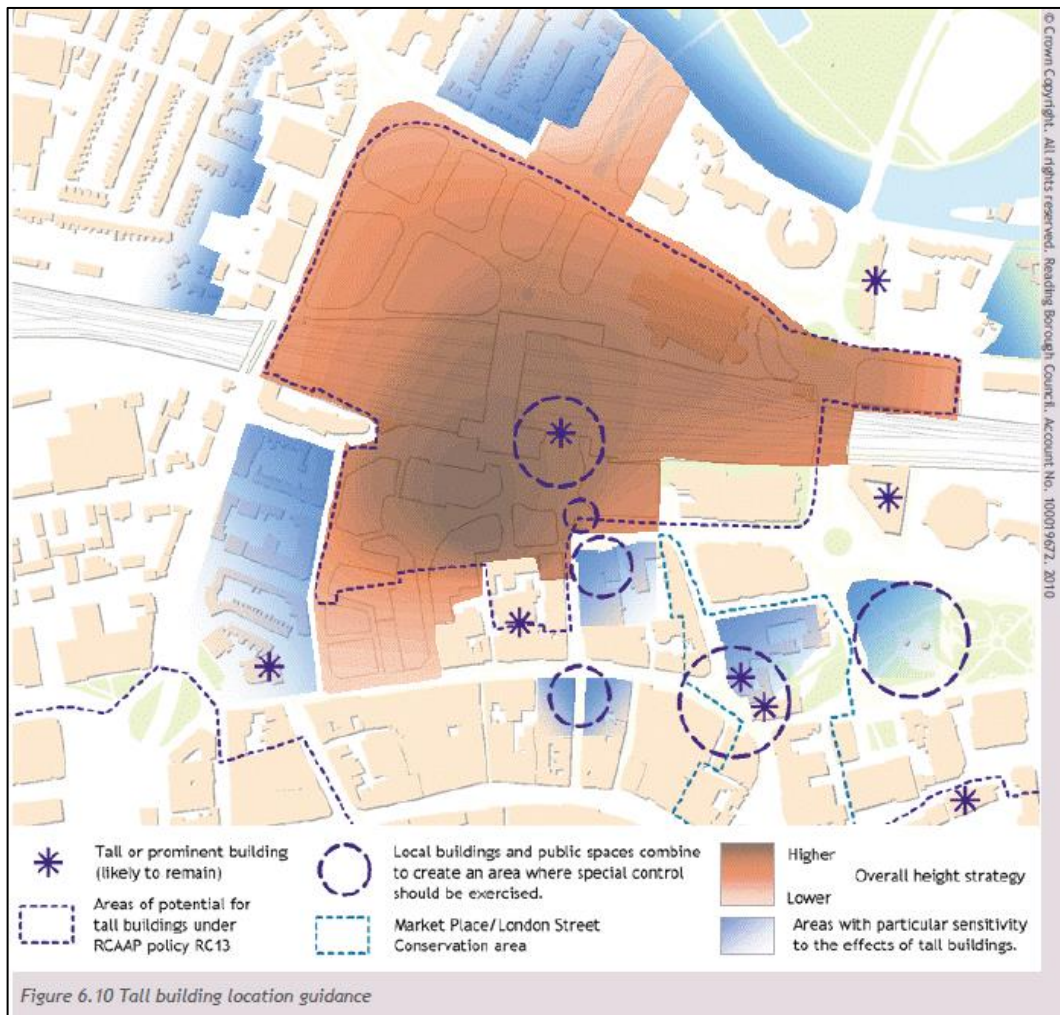 © Crown Copyright. All rights reserved. Reading Borough Council. Account No. 100019672. 2010
Tall or prominent building
(likely to remain)
Areas of potential for
tall buildings under
RCAAP policy RC13
Local buildings and public spaces combine
to create an area where special control
should be exercised.
Market Place/London Street
Conservation area
Higher
Overall height strategy
Lower
Areas with particular sensitivity
to the effects of tall buildings.
Figure 6.10 Tall building location guidance